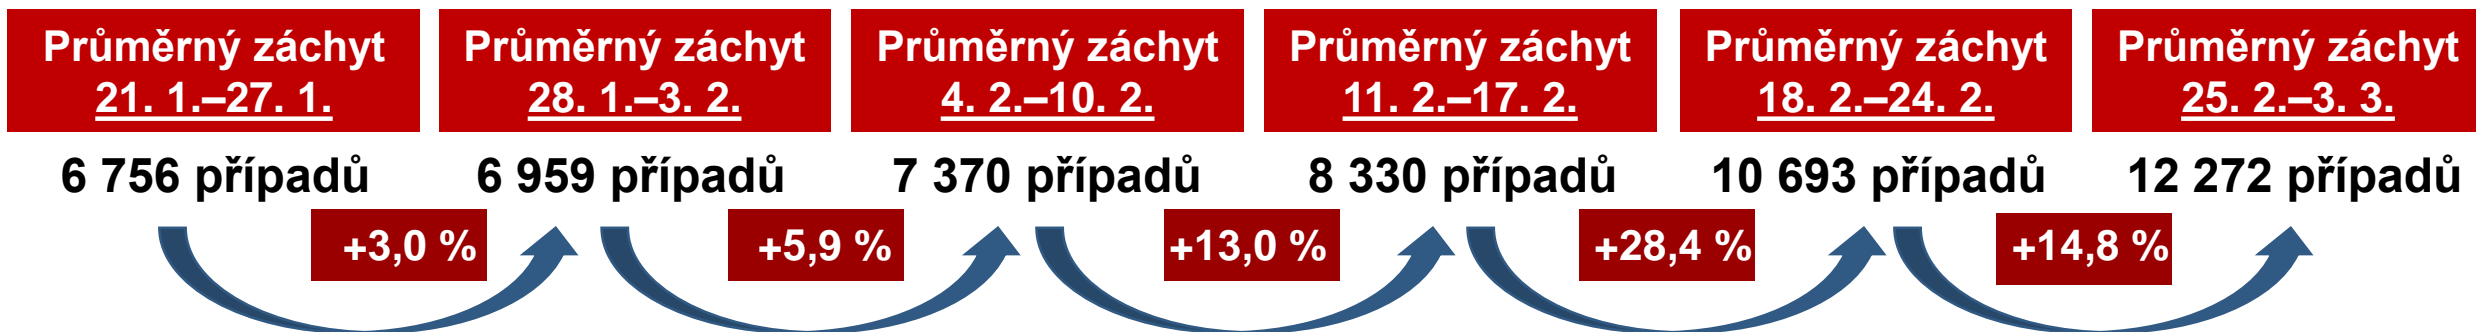 Průměrný záchyt
21. 1.–27. 1.
Průměrný záchyt
28. 1.–3. 2.
Průměrný záchyt
4. 2.–10. 2.
Průměrný záchyt
11. 2.–17. 2.
Průměrný záchyt
18. 2.–24. 2.
Průměrný záchyt
25. 2.–3. 3.
6 756 případů
6 959 případů
7 370 případů
8 330 případů
10 693 případů
12 272 případů
+3,0 %
+5,9 %
+13,0 %
+28,4 %
+14,8 %